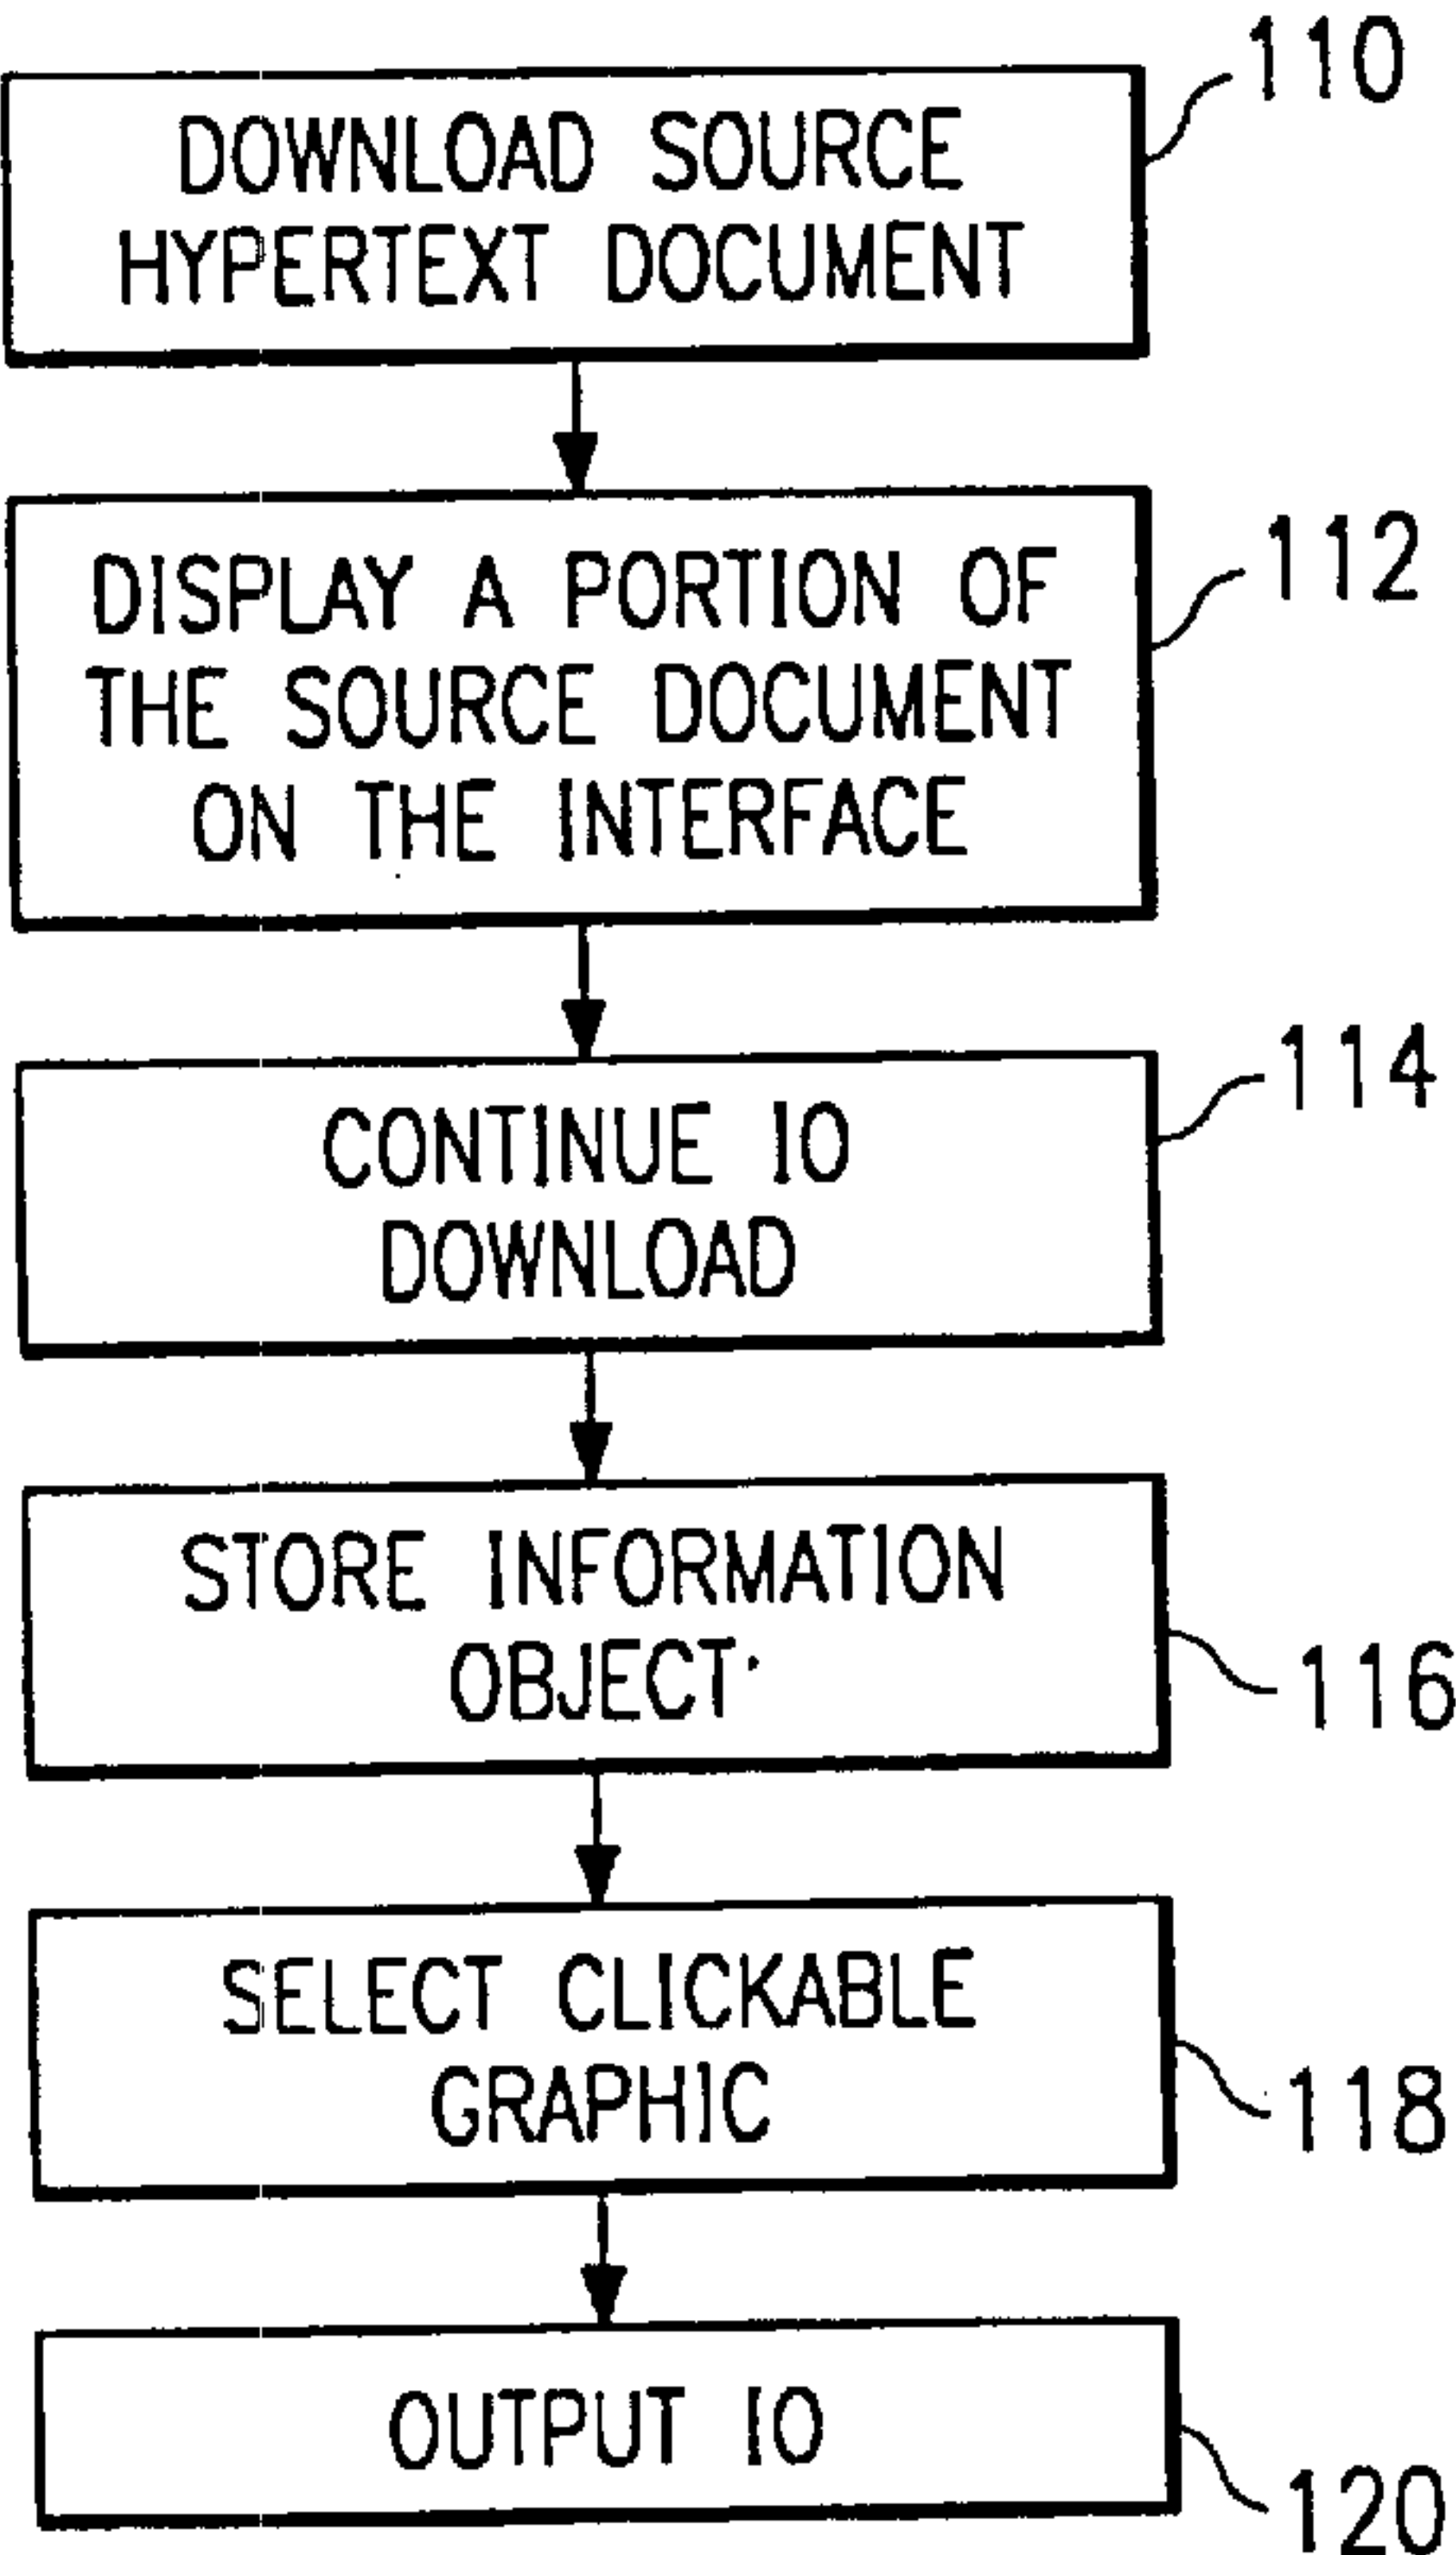 110
DOWNLOAD SOURCE
HYPERTEXT DOCUMENT
112
DISPLAY A PORTION OF
THE SOURCE DOCUMENT
ON THE INTERFACE
114
CONTINUE IO
DOWNLOAD
STORE INFORMATION
OBJECT
116
SELECT CLICKABLE
GRAPHIC
118
OUTPUT IO
120